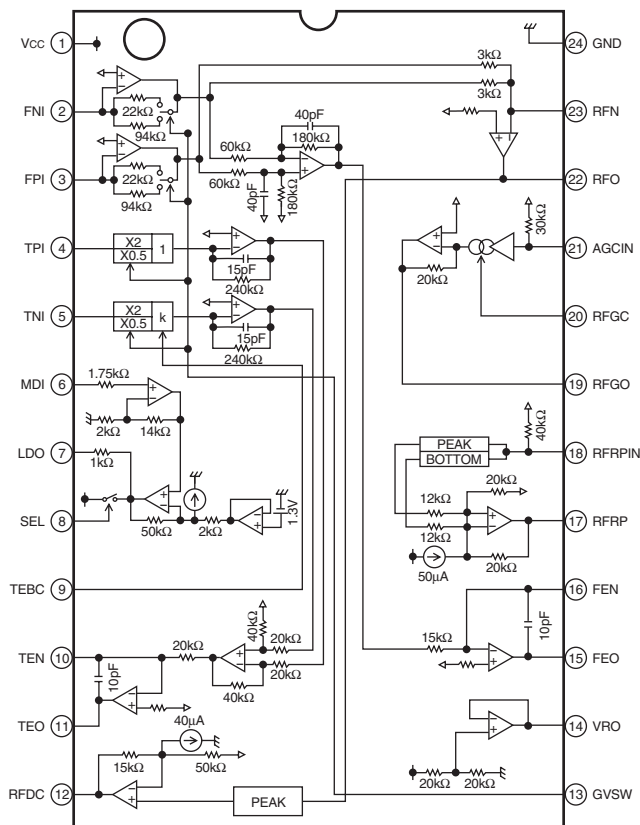 VCC 1
24 GND
3kΩ
3kΩ
FNI 2
22kΩ
94kΩ
23 RFN
40pF
180kΩ
60kΩ
60kΩ
40pF
180kΩ
FPI 3
22kΩ
94kΩ
22 RFO
TPI 4
X2
X0.5
1
15pF
240kΩ
30kΩ
21 AGCIN
20kΩ
TNI 5
X2
X0.5
k
15pF
240kΩ
20 RFGC
MDI 6
1.75kΩ
2kΩ
14kΩ
19 RFGO
LDO 7
1kΩ
40kΩ
PEAK
BOTTOM
18 RFRPIN
SEL 8
50kΩ
2kΩ
1.3V
20kΩ
12kΩ
12kΩ
17 RFRP
50μA
20kΩ
TEBC 9
16 FEN
40kΩ
20kΩ
20kΩ
20kΩ
40kΩ
TEN 10
10pF
15kΩ
10pF
15 FEO
TEO 11
40μA
14 VRO
15kΩ
50kΩ
20kΩ
20kΩ
RFDC 12
PEAK
13 GVSW